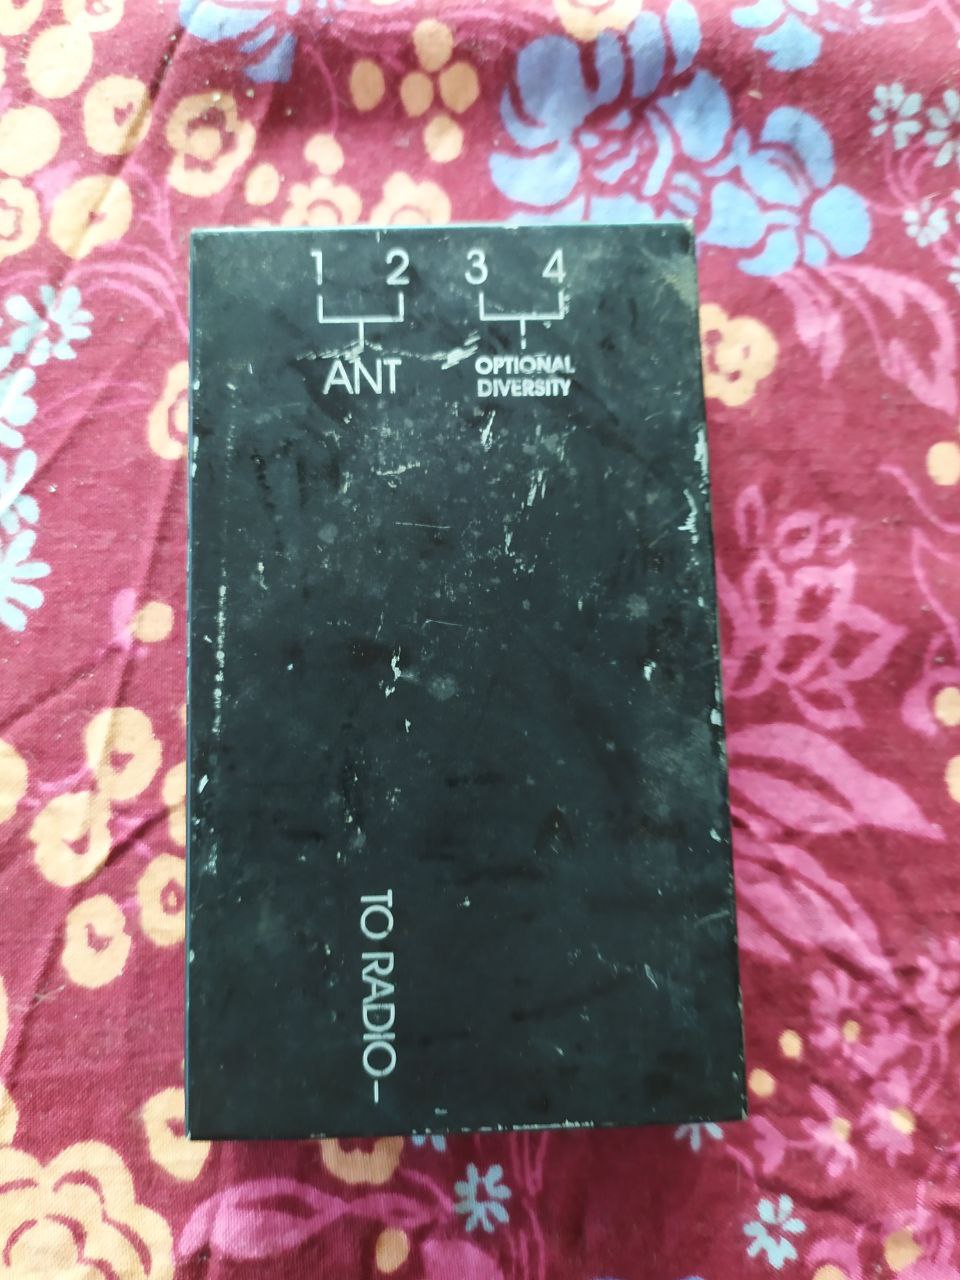 1 2 3 4
ANT
OPTIONAL
DIVERSITY
TO RADIO-